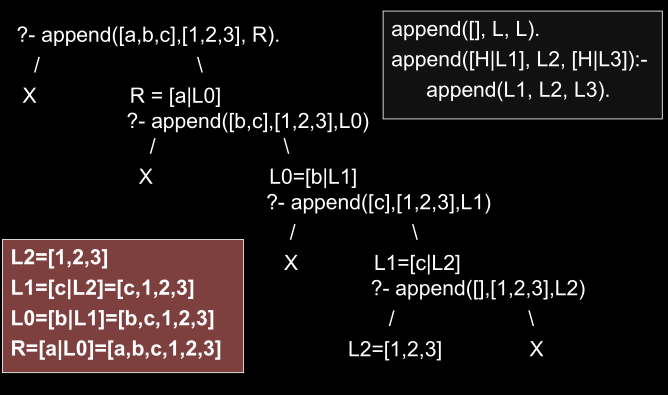 ?- append([a,b,c],[1,2,3], R).
/ \
X R = [a|L0]
?- append([b,c],[1,2,3],L0)
/ \
X L0=[b|L1]
?- append([c],[1,2,3],L1)
/ \
X L1=[c|L2]
?- append([],[1,2,3],L2)
/ \
L2=[1,2,3] X
append([], L, L).
append([H|L1], L2, [H|L3]):-
append(L1, L2, L3).
L2=[1,2,3]
L1=[c|L2]=[c,1,2,3]
L0=[b|L1]=[b,c,1,2,3]
R=[a|L0]=[a,b,c,1,2,3]